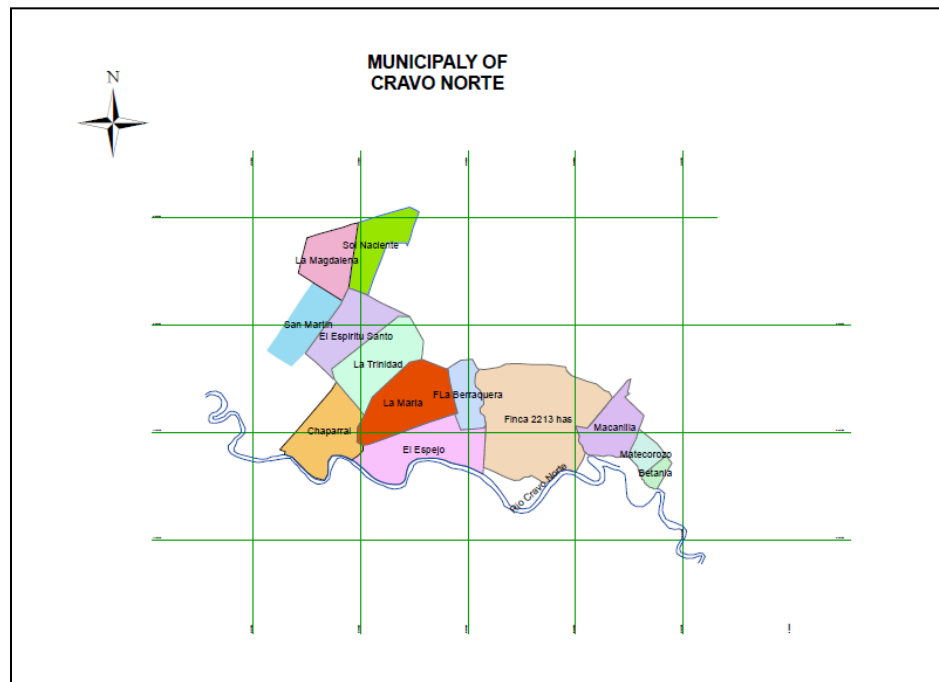 MUNICIPALY OF
CRAVO NORTE
N
Sol Naciente
La Magdalena
San Martin
El Espiritu Santo
La Trinidad
FLa Berraquera
La Maria
Finca 2213 has
Macanilla
Chaparral
El Espejo
Matecorozo
Betania
Rio Cravo Norte